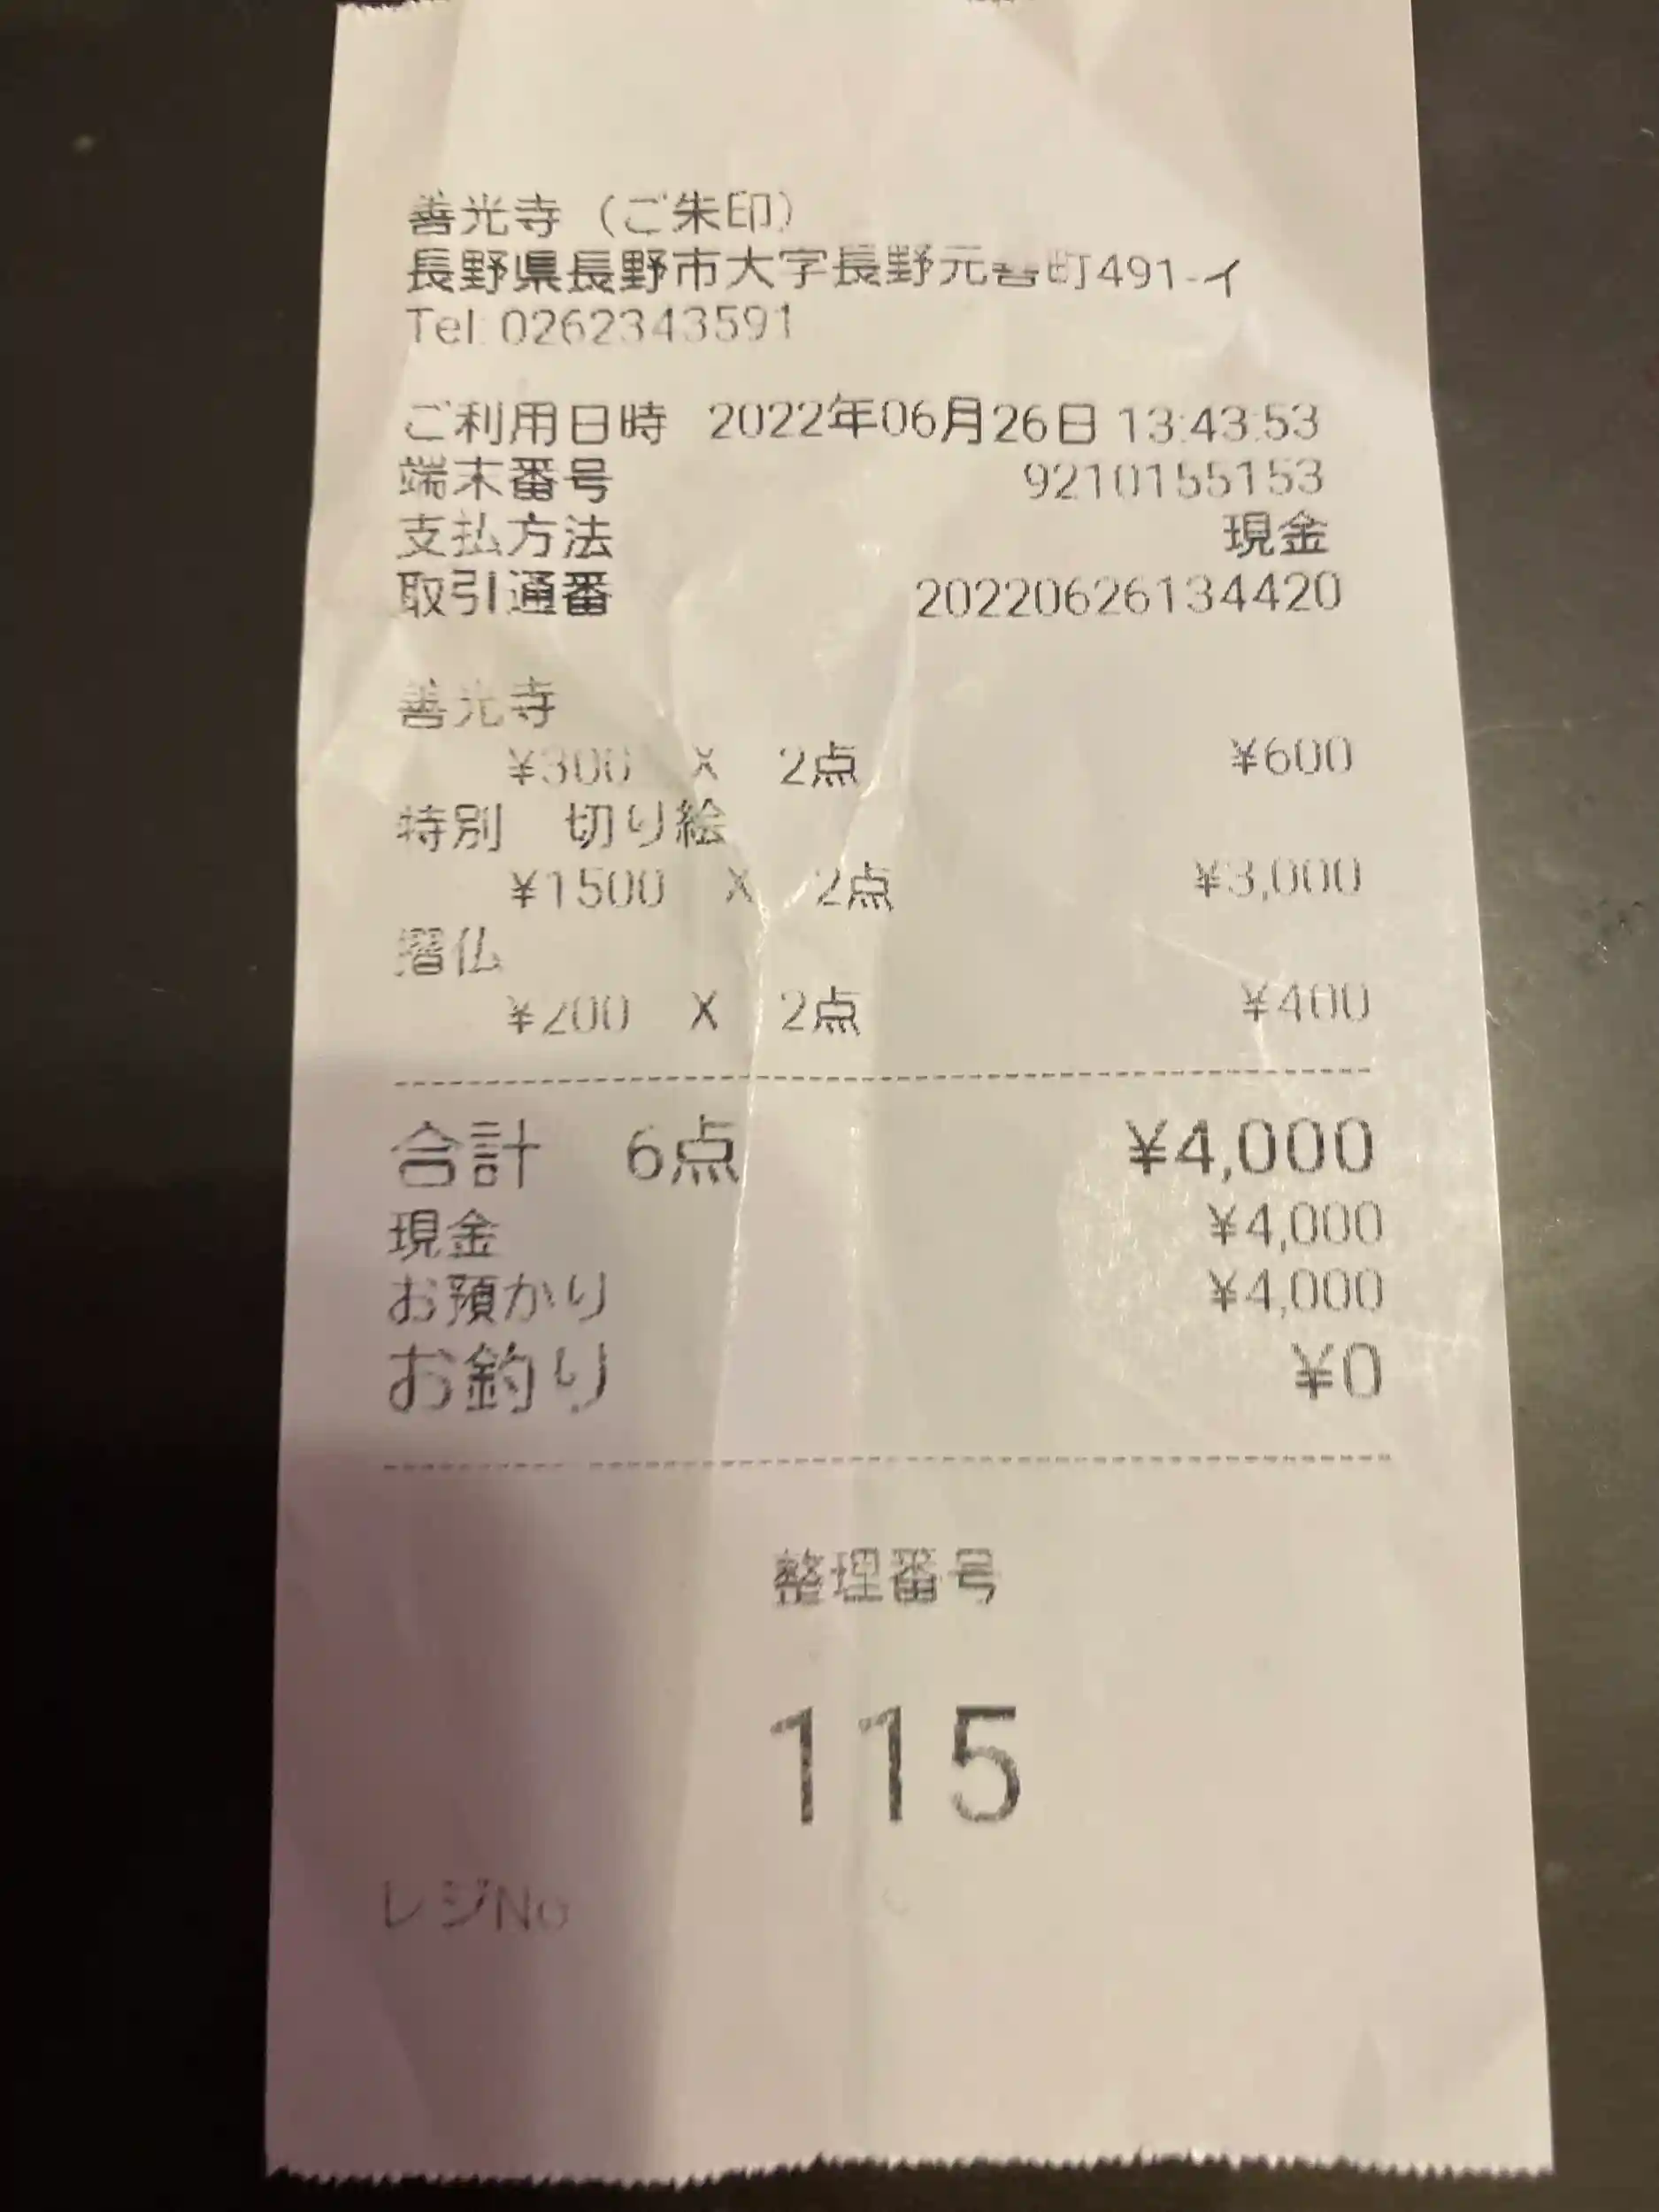 善光寺（ご朱印）
長野県長野市大字長野元善町491-イ
Tel:0262343591
ご利用日時 2022年06月26日 13:43:53
端末番号 9210155153
支払方法 現金
取引通番 20220626134420
善光寺
¥300 X 2点 ¥600
特別 切り絵
¥1500 X 2点 ¥3,000
摺仏
¥200 X 2点 ¥400
合計 6点 ¥4,000
現金 ¥4,000
お預かり ¥4,000
お釣り ¥0
整理番号
115
レジNo